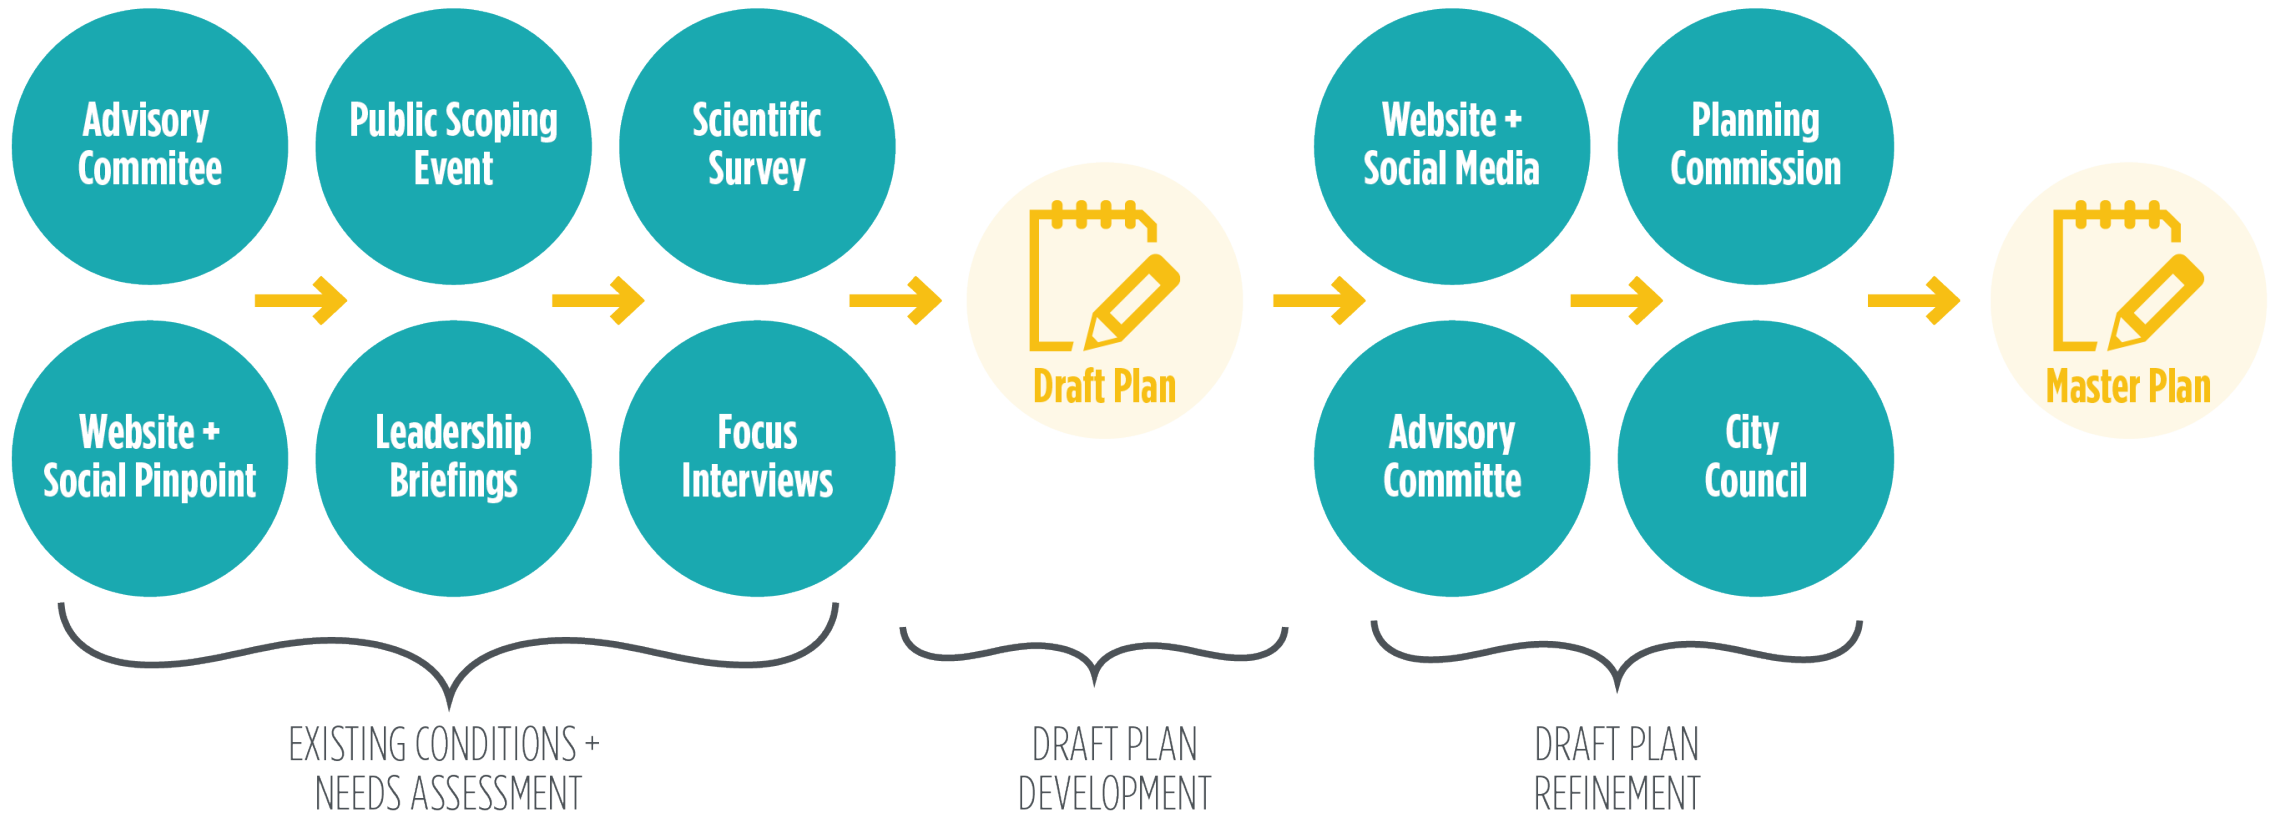 Advisory
Commitee
Public Scoping
Event
Scientific
Survey
Website +
Social Pinpoint
Leadership
Briefings
Focus
Interviews
Draft Plan
Website +
Social Media
Planning
Commission
Advisory
Committe
City
Council
Master Plan
EXISTING CONDITIONS +
NEEDS ASSESSMENT
DRAFT PLAN
DEVELOPMENT
DRAFT PLAN
REFINEMENT